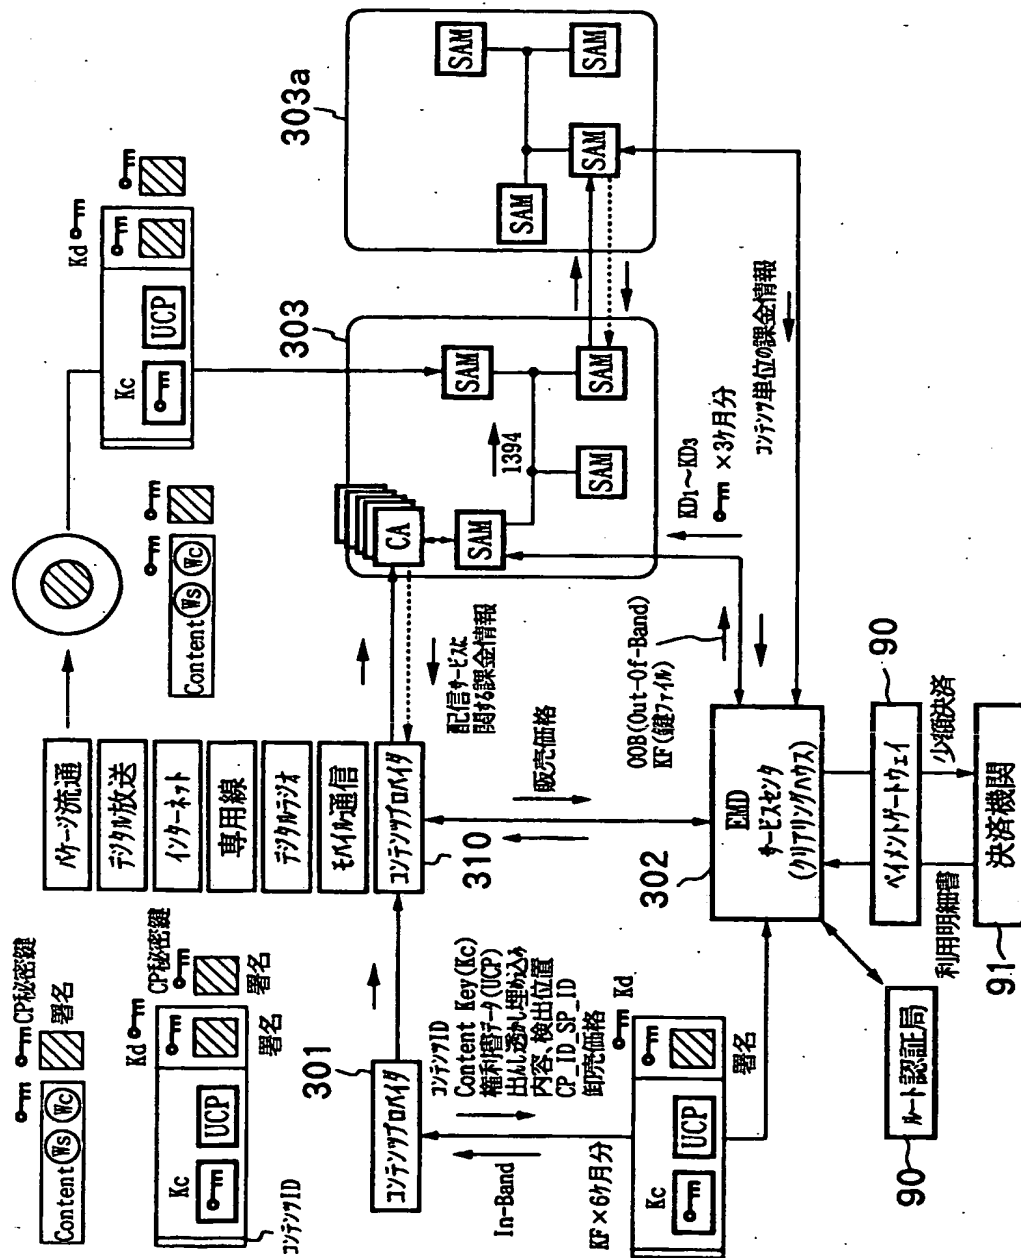 CP秘密鍵
署名
Content Ws Wc
Kd
CP秘密鍵
署名
署名
Kc
UCP
コンテンツID
パッケージ流通
デジタル放送
インターネット
専用線
デジタルラジオ
モバイル通信
コンテンツプロバイダ
310
Content Ws Wc
Kd
Kc
UCP
301
コンテンツプロバイダ
コンテンツID
Content Key(Kc)
権利書データ(UCP)
出んし透かし埋め込み
内容、検出位置
CP_ID_SP_ID
卸売価格
In-Band
KF×6ケ月分
Kd
Kc
UCP
署名
配信サービスに
関する課金情報
販売価格
303
CA
SAM
SAM
SAM
SAM
1394
303a
SAM
SAM
SAM
SAM
OOB(Out-Of-Band)
KF(鍵ファイル)
KD1～KD3
×3ケ月分
コンテンツ単位の課金情報
302
EMD
サービスセンタ
(クリアリングハウス)
90
ルート認証局
90
ペイメントゲートウェイ
利用明細書
少額決済
91
決済機関